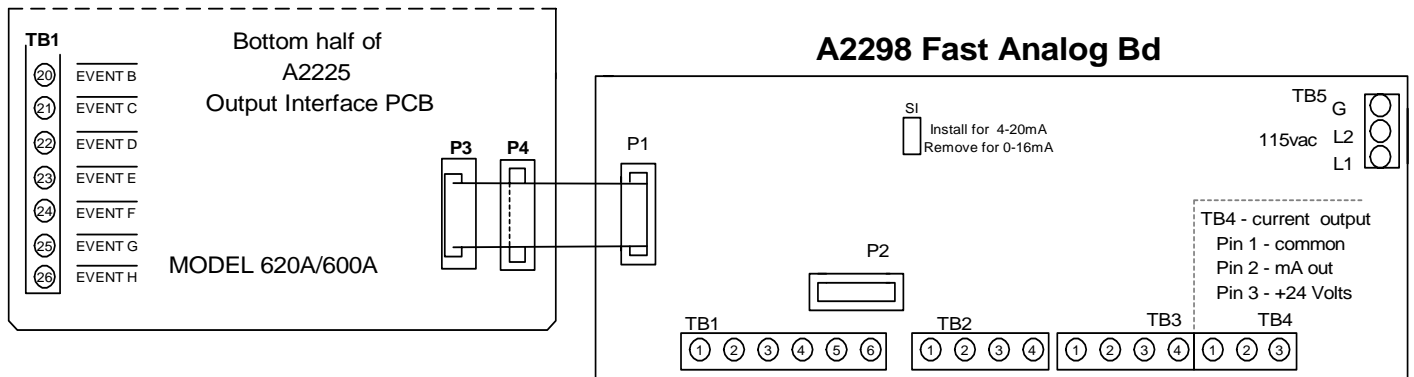 TB1
20 EVENT B
21 EVENT C
22 EVENT D
23 EVENT E
24 EVENT F
25 EVENT G
26 EVENT H
Bottom half of
A2225
Output Interface PCB
MODEL 620A/600A
P3
P4
A2298 Fast Analog Bd
P1
SI
Install for 4-20mA
Remove for 0-16mA
TB5
G
115vac L2
L1
P2
TB4 - current output
Pin 1 - common
Pin 2 - mA out
Pin 3 - +24 Volts
TB1
1 2 3 4 5 6
TB2
1 2 3 4
TB3
1 2 3 4
TB4
1 2 3